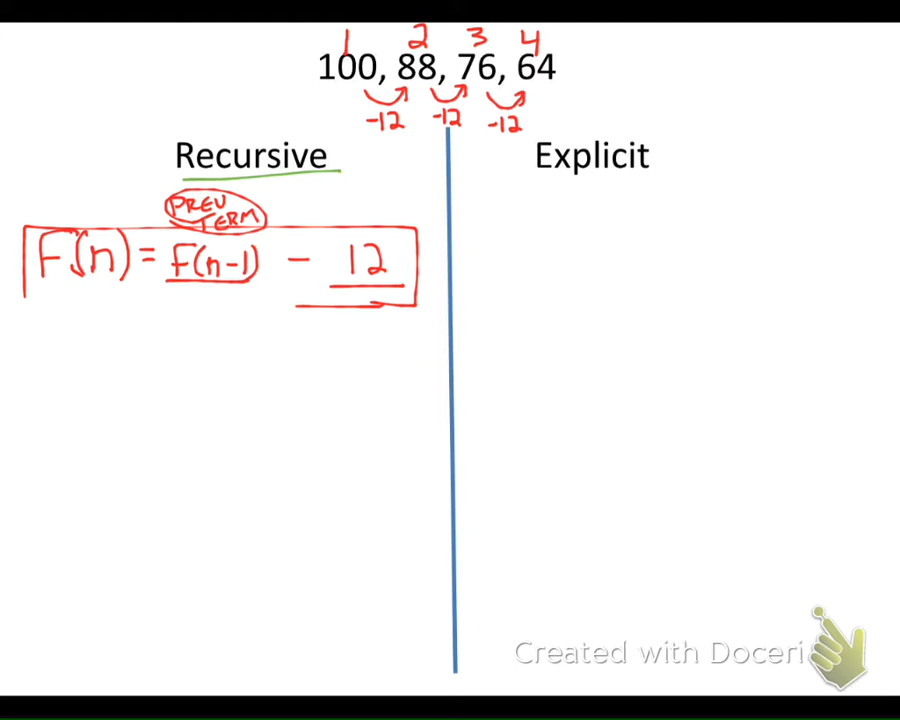 1 2 3 4
100, 88, 76, 64
-12 -12 -12
Recursive
Explicit
PREV
TERM
F(n) = F(n-1) - 12
Created with Doceri